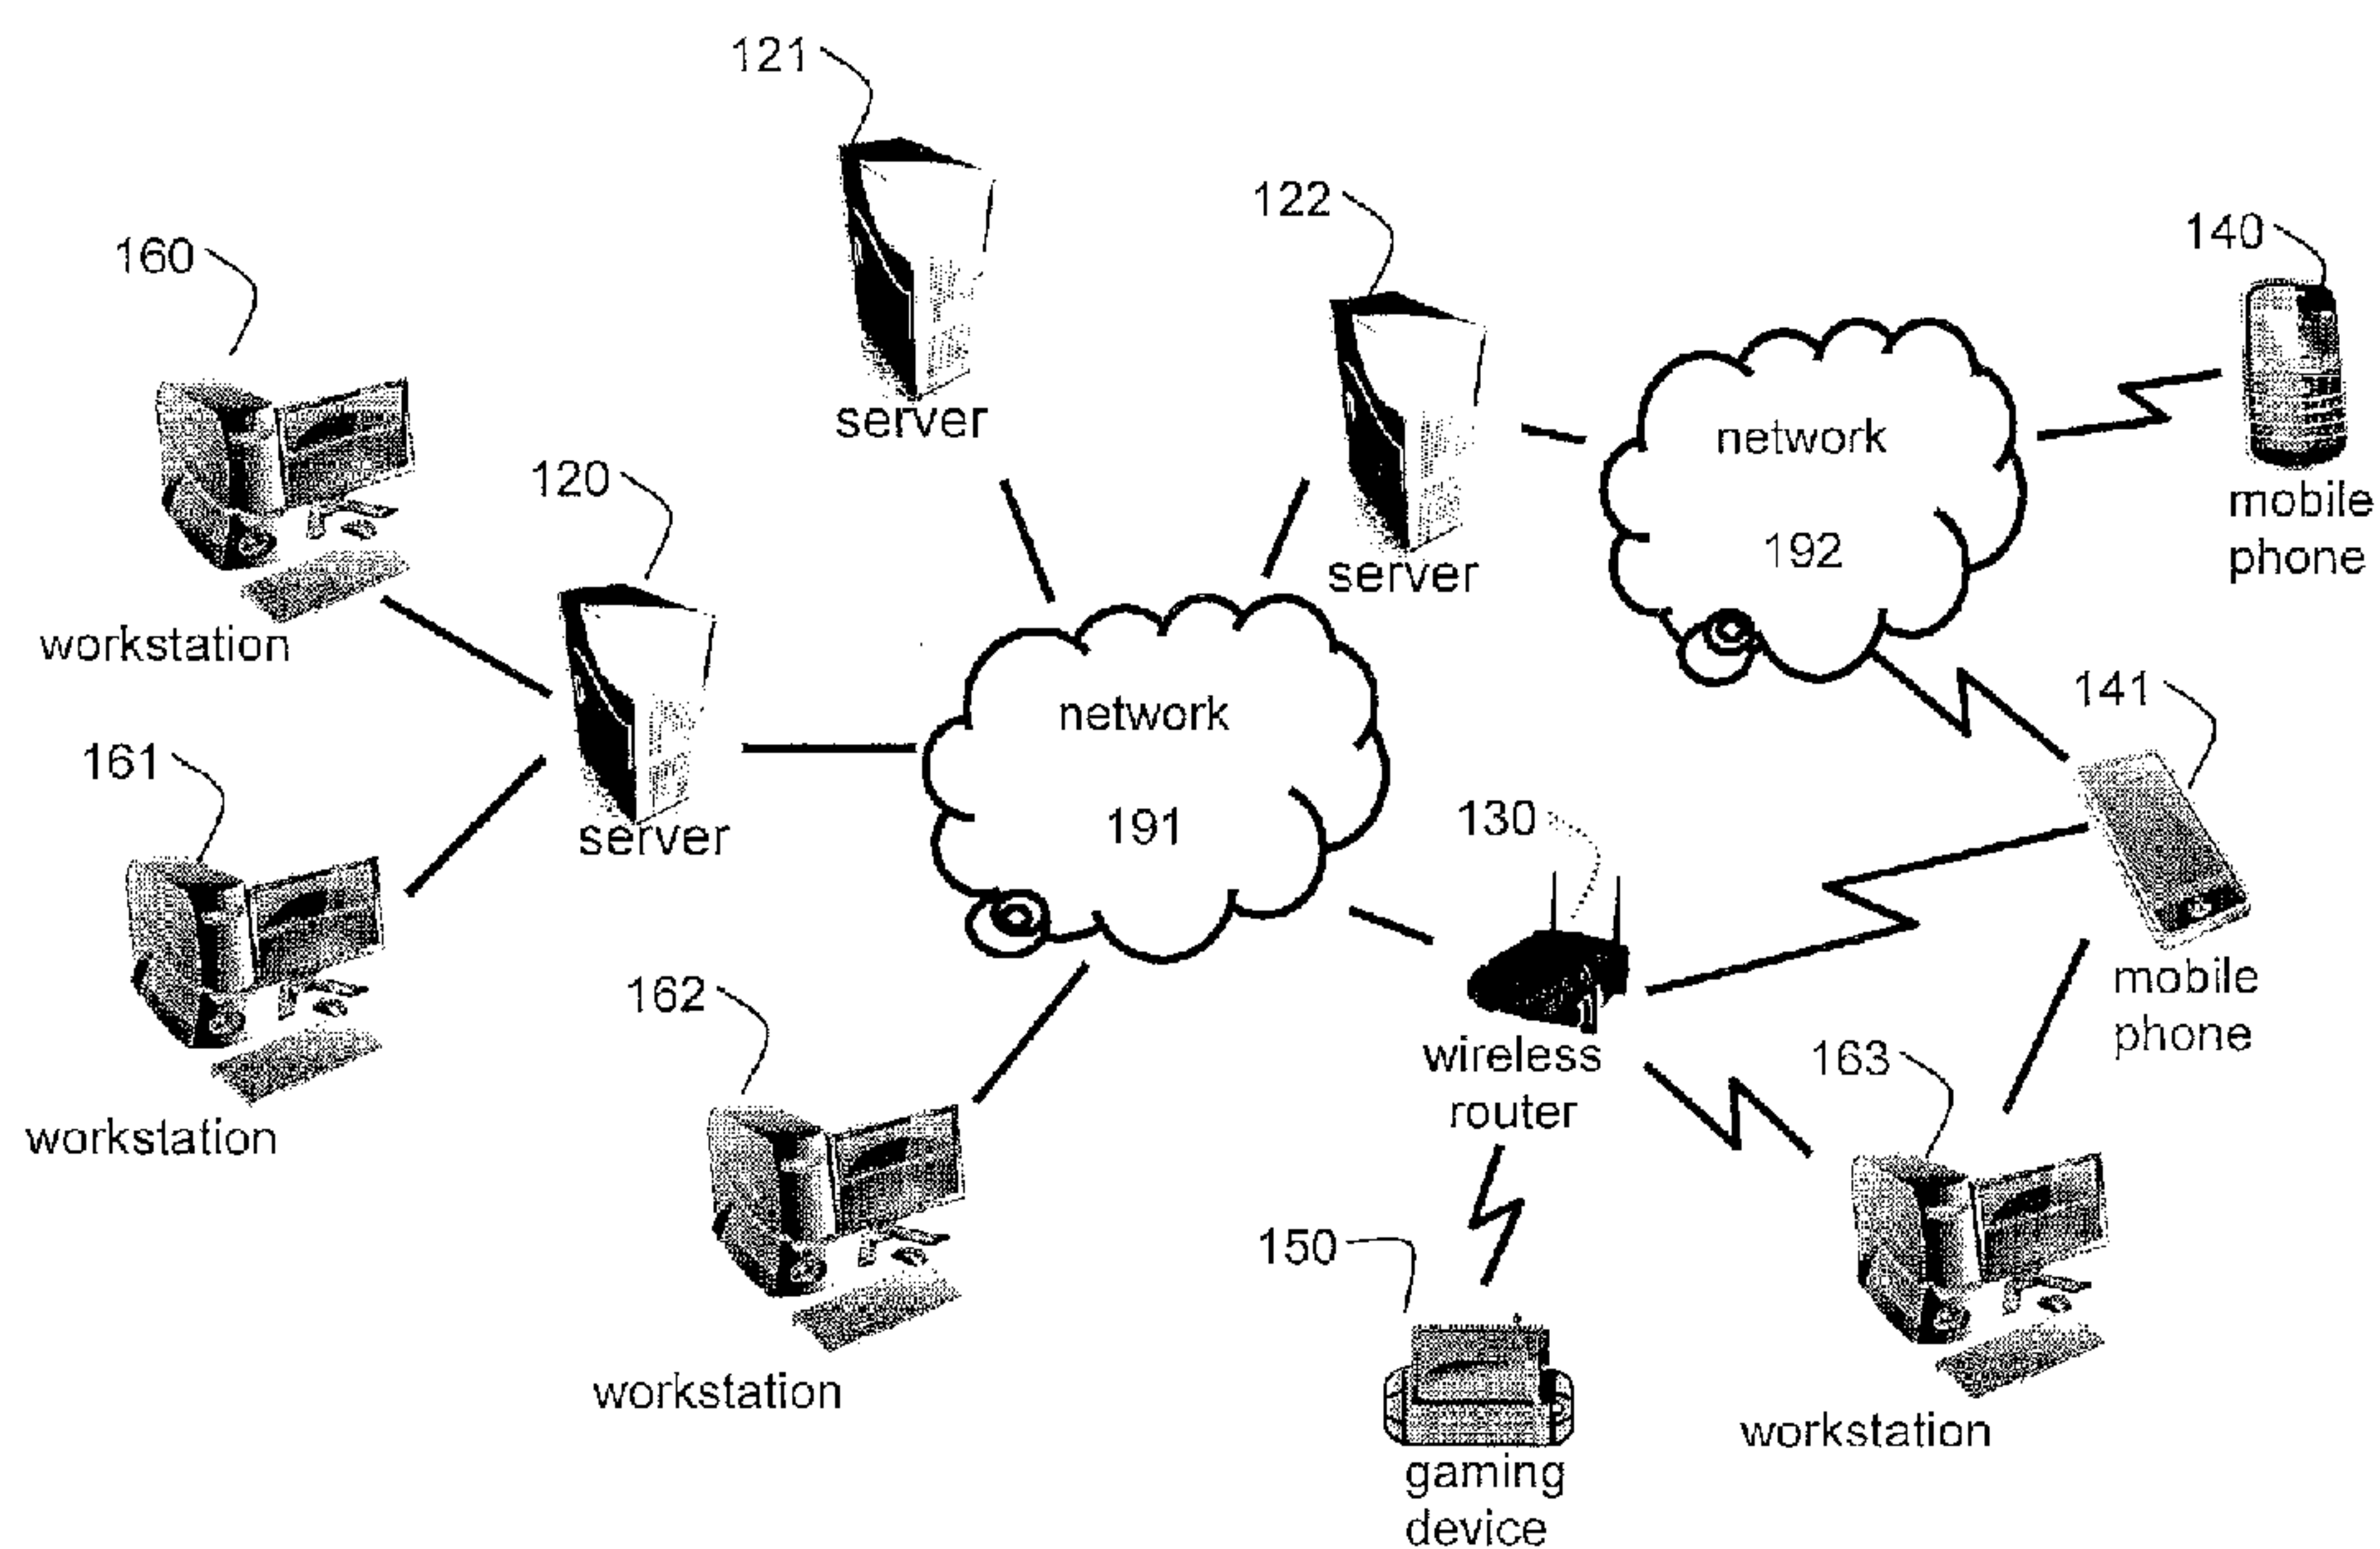 121
122
140
160
server
network
120
192
mobile
phone
server
workstation
network
141
161
191
130
server
mobile
phone
162
wireless
router
163
workstation
150
workstation
workstation
gaming
device